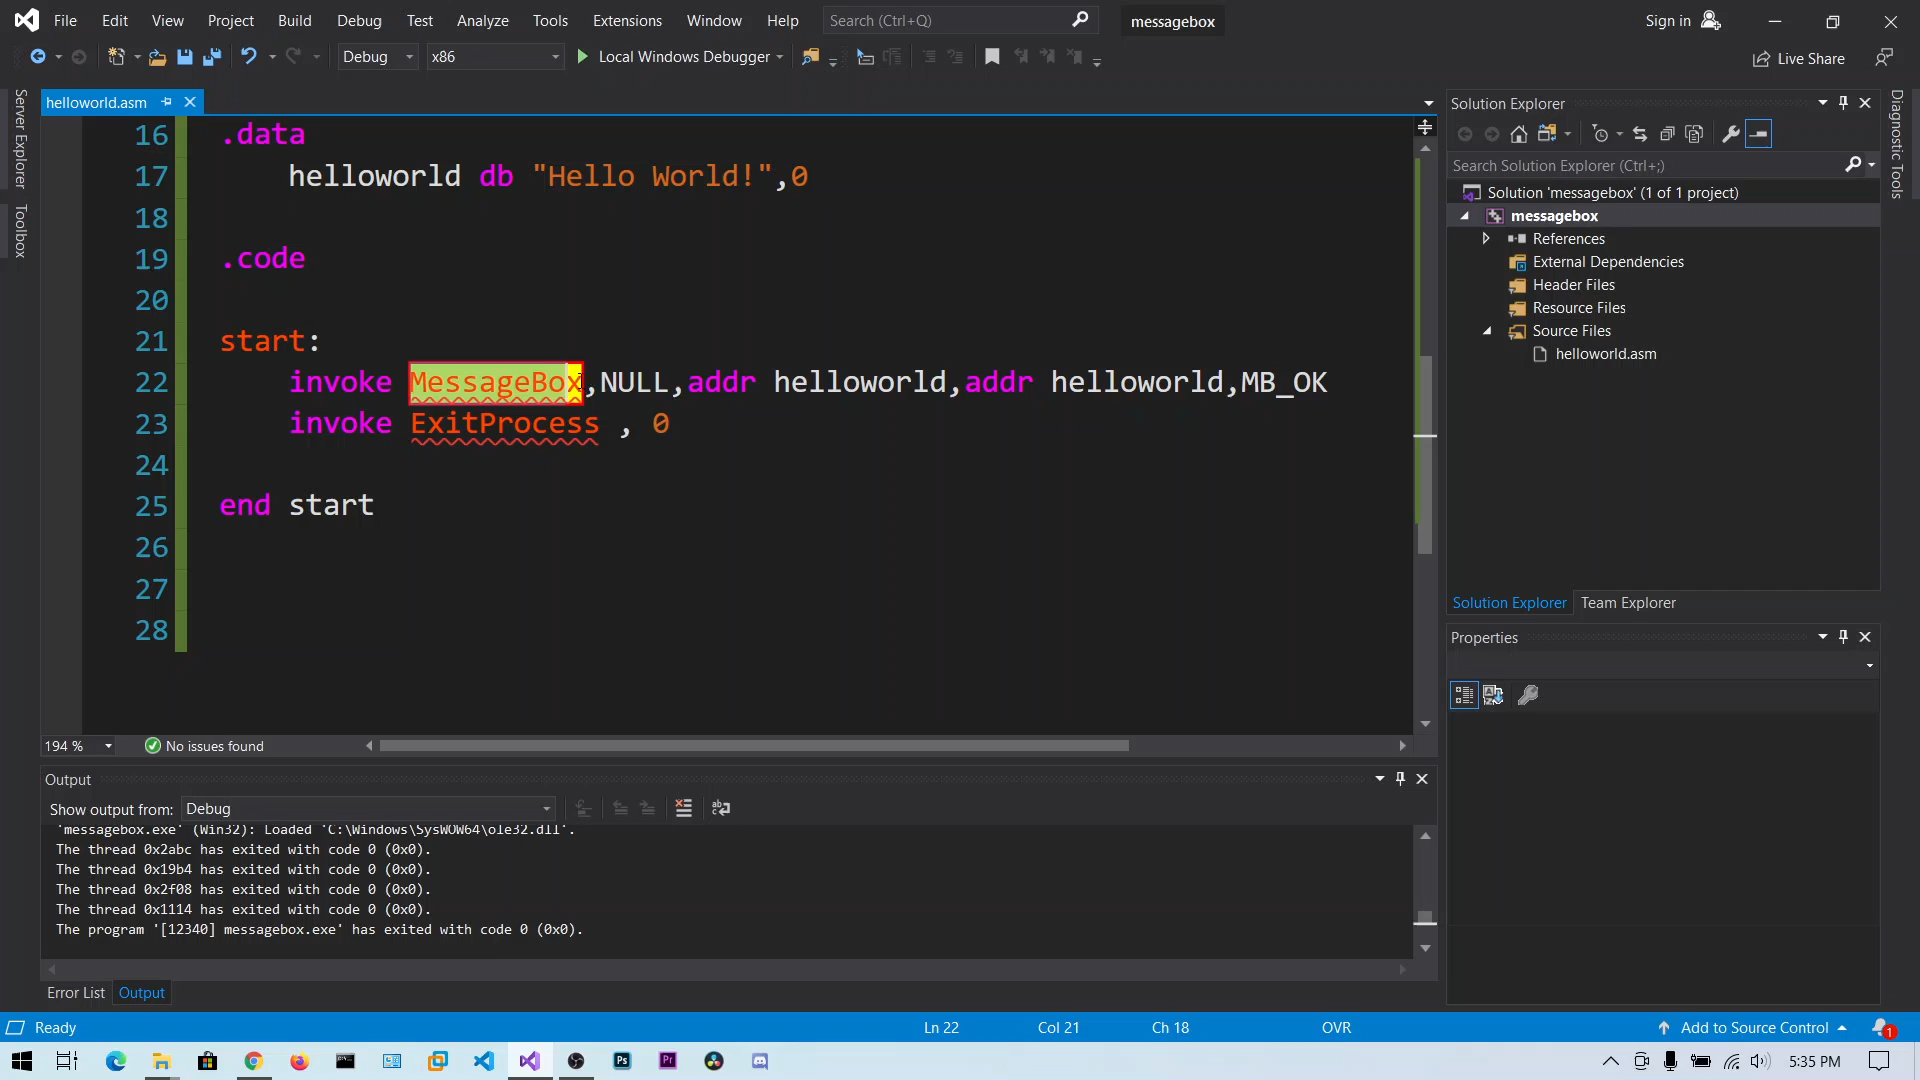 File Edit View Project Build Debug Test Analyze Tools Extensions Window Help Search (Ctrl+Q) messagebox Sign in
Debug x86 Local Windows Debugger Live Share
Server Explorer
Toolbox
helloworld.asm
16 .data
17 helloworld db "Hello World!",0
18
19 .code
20
21 start:
22 invoke MessageBox,NULL,addr helloworld,addr helloworld,MB_OK
23 invoke ExitProcess , 0
24
25 end start
26
27
28
194 % No issues found
Output
Show output from: Debug
'messagebox.exe' (Win32): Loaded 'C:\Windows\SysWOW64\ole32.dll'.
The thread 0x2abc has exited with code 0 (0x0).
The thread 0x19b4 has exited with code 0 (0x0).
The thread 0x2f08 has exited with code 0 (0x0).
The thread 0x1114 has exited with code 0 (0x0).
The program '[12340] messagebox.exe' has exited with code 0 (0x0).
Error List Output
Solution Explorer
Search Solution Explorer (Ctrl+;)
Solution 'messagebox' (1 of 1 project)
messagebox
References
External Dependencies
Header Files
Resource Files
Source Files
helloworld.asm
Solution Explorer Team Explorer
Properties
Diagnostic Tools
Ready Ln 22 Col 21 Ch 18 OVR Add to Source Control 1
Ps Pr 5:35 PM